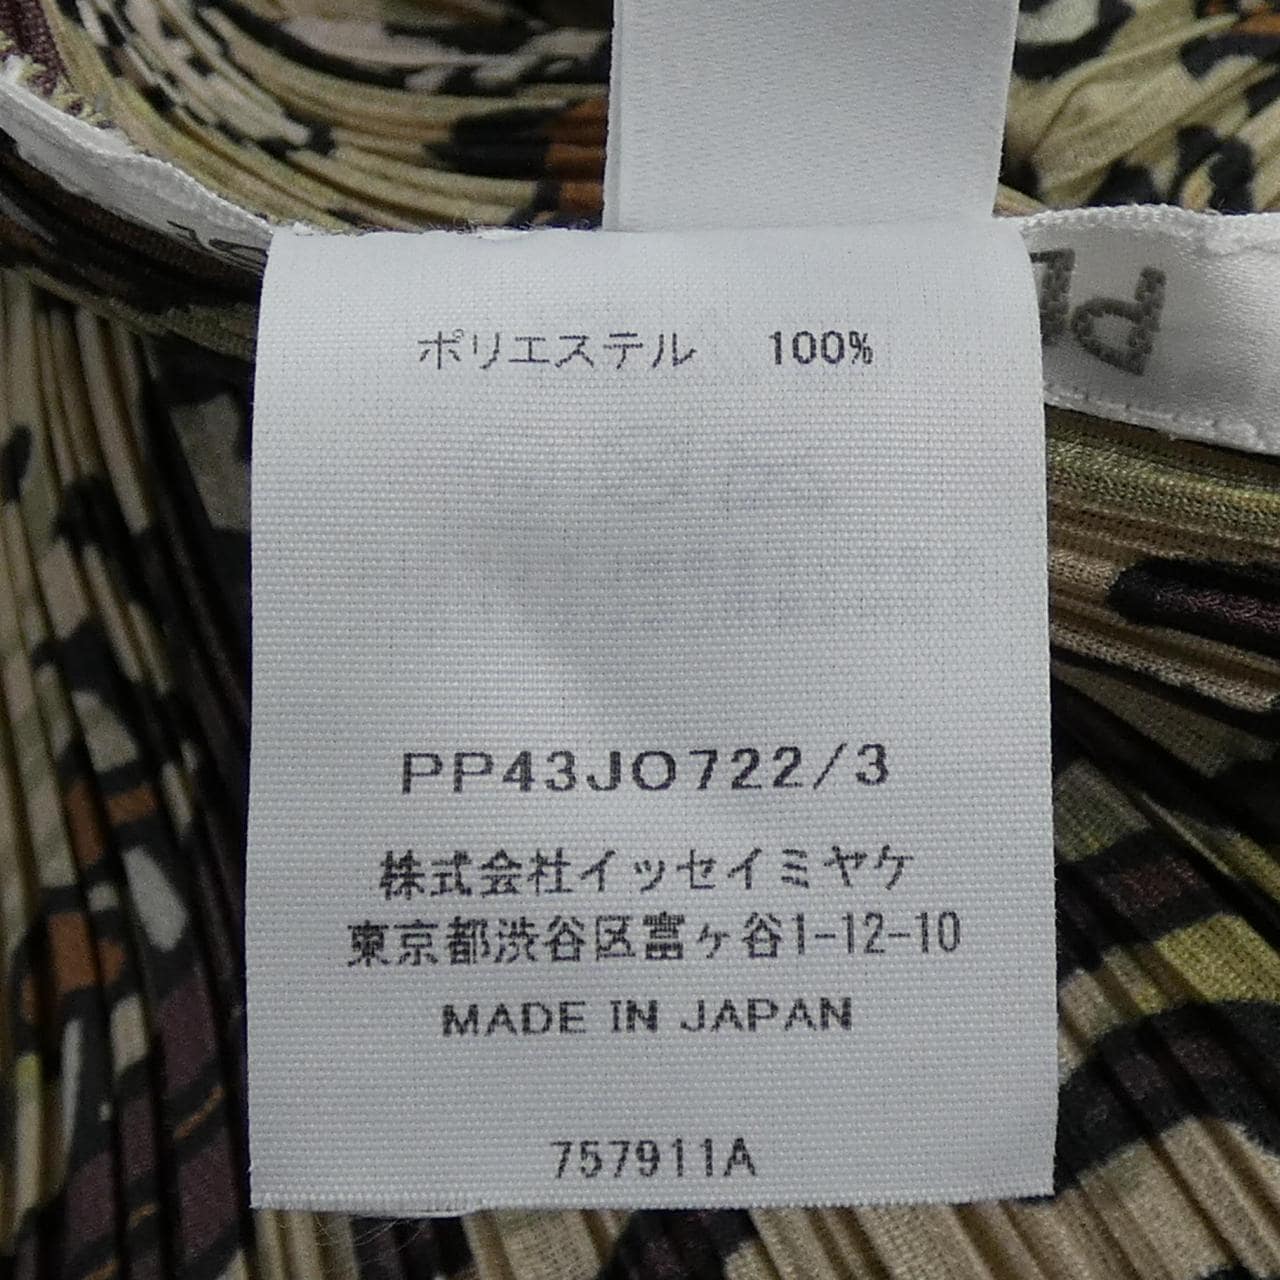 ポリエステル 100%
PP43JO722/3
株式会社イッセイミヤケ
東京都渋谷区富ヶ谷1-12-10
MADE IN JAPAN
757911A